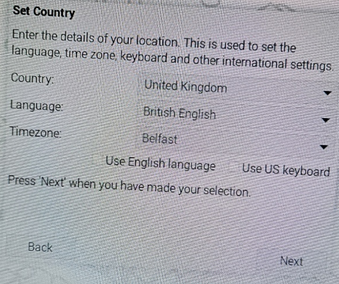 Set Country
Enter the details of your location. This is used to set the
language, time zone, keyboard and other international settings.
Country: United Kingdom
Language: British English
Timezone: Belfast
Use English language Use US keyboard
Press 'Next' when you have made your selection.
Back Next